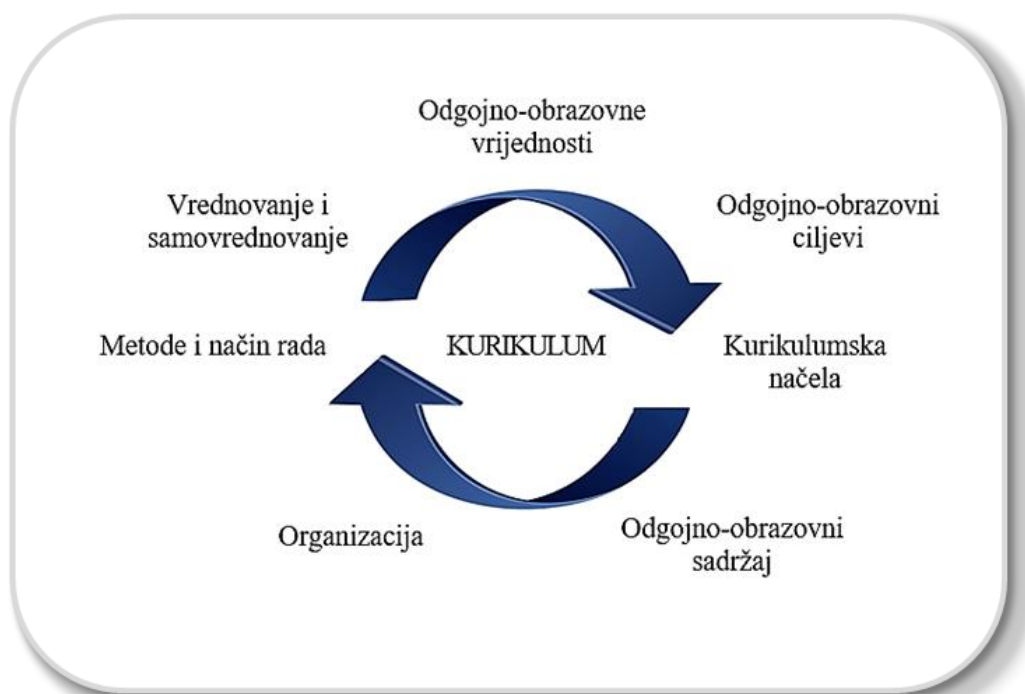 Odgojno-obrazovne
vrijednosti
Vrednovanje i
samovrednovanje
Odgojno-obrazovni
ciljevi
Metode i način rada
KURIKULUM
Kurikulumska
načela
Organizacija
Odgojno-obrazovni
sadržaj